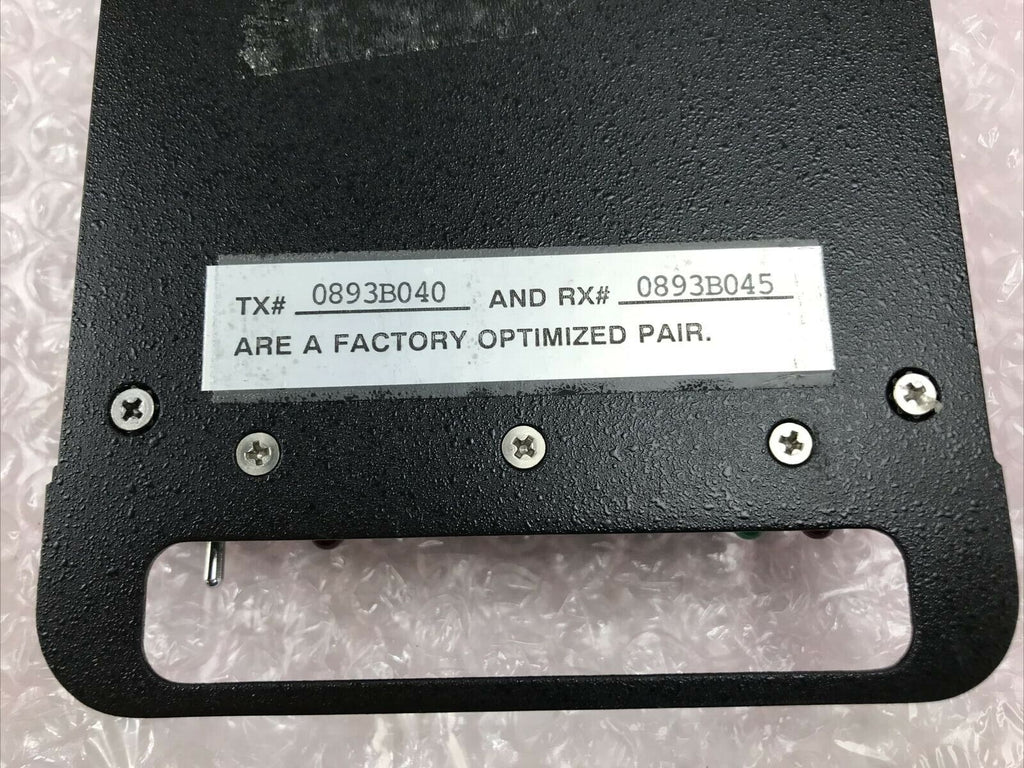 TX# 0893B040 AND RX# 0893B045
ARE A FACTORY OPTIMIZED PAIR.